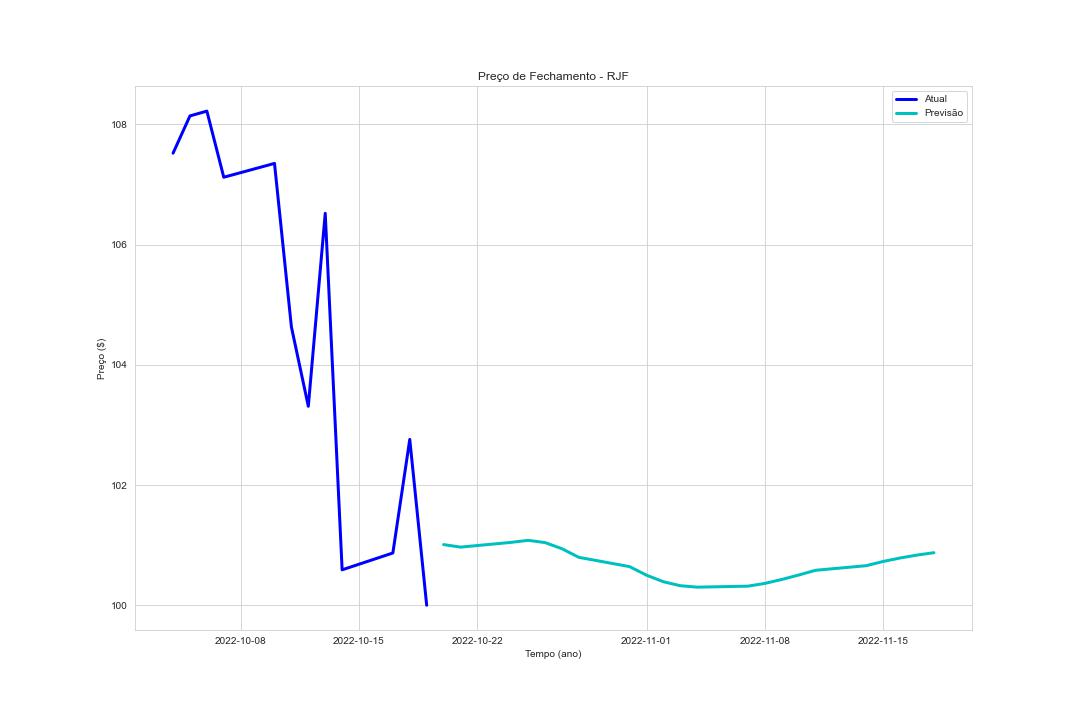 Preço de Fechamento - RJF
Atual
Previsão
108
106
104
102
100
Preço ($)
2022-10-08
2022-10-15
2022-10-22
2022-11-01
2022-11-08
2022-11-15
Tempo (ano)